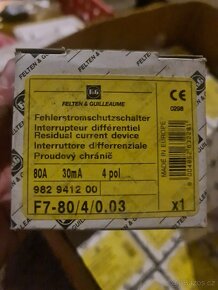 FELTEN & GUILLEAUME
CE
0298
Fehlerstromschutzschalter
Interrupteur différentiel
Residual current device
Interruttore differenziale
Proudový chránič
MADE IN EUROPE
80A 30mA 4 pol
982 9412 00
F7-80/4/0.03 x1